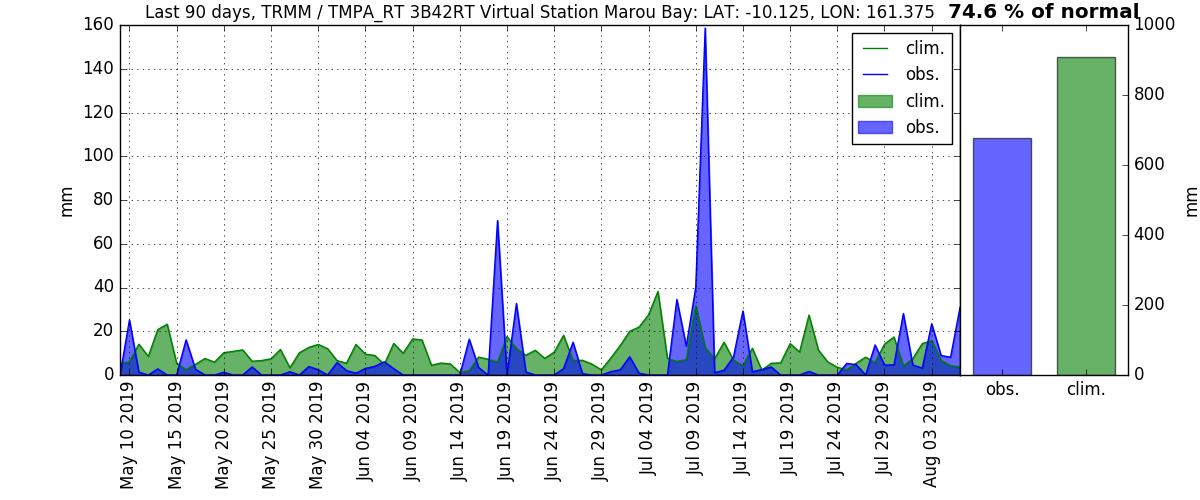 Last 90 days, TRMM / TMPA_RT 3B42RT Virtual Station Marou Bay: LAT: -10.125, LON: 161.375
74.6 % of normal
160
140
120
100
80
60
40
20
0
mm
clim.
obs.
clim.
obs.
1000
800
600
400
200
0
mm
May 10 2019
May 15 2019
May 20 2019
May 25 2019
May 30 2019
Jun 04 2019
Jun 09 2019
Jun 14 2019
Jun 19 2019
Jun 24 2019
Jun 29 2019
Jul 04 2019
Jul 09 2019
Jul 14 2019
Jul 19 2019
Jul 24 2019
Jul 29 2019
Aug 03 2019
obs.
clim.